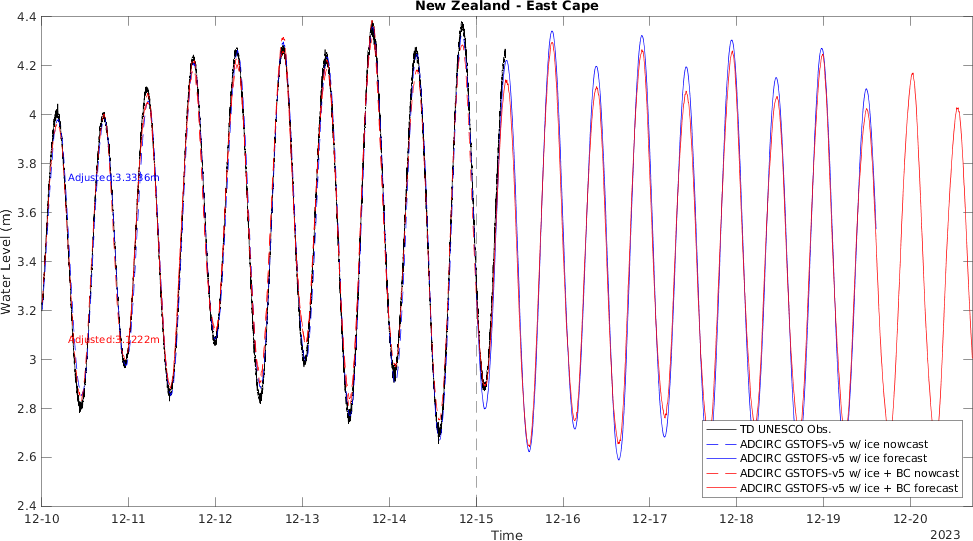 New Zealand - East Cape
4.4
4.2
4
3.8
3.6
3.4
3.2
3
2.8
2.6
2.4
Water Level (m)
Adjusted:3.3336m
TD UNESCO Obs.
ADCIRC GSTOFS-v5 w/ ice nowcast
ADCIRC GSTOFS-v5 w/ ice forecast
ADCIRC GSTOFS-v5 w/ ice + BC nowcast
ADCIRC GSTOFS-v5 w/ ice + BC forecast
12-10 12-11 12-12 12-13 12-14 12-15 12-16 12-17 12-18 12-19 12-20
Time
2023